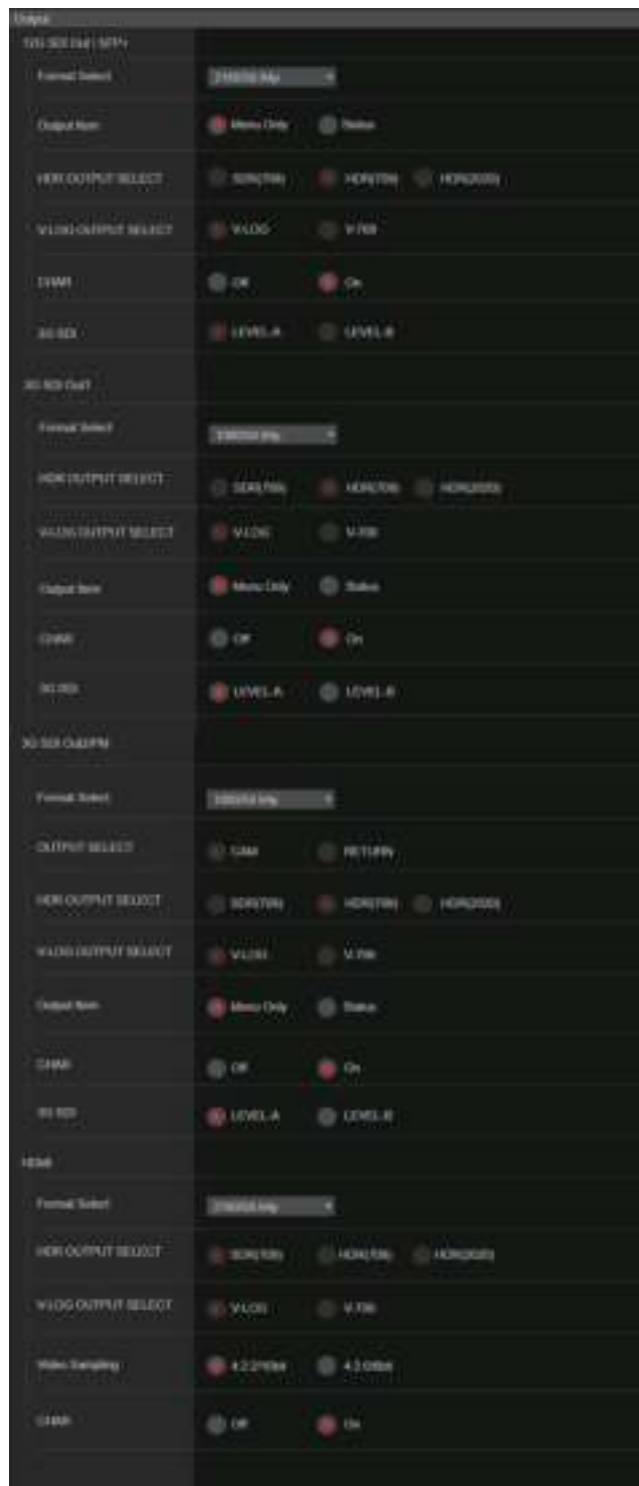 Output
12G SDI Out / SFP+
Format Select
Output Item Menu Only Status
HDR OUTPUT SELECT SDR(709) HDR(709) HDR(2020)
V-LOG OUTPUT SELECT V-LOG V-709
CHAR Off On
3G SDI LEVEL-A LEVEL-B
3G SDI Out1
Format Select
HDR OUTPUT SELECT SDR(709) HDR(709) HDR(2020)
V-LOG OUTPUT SELECT V-LOG V-709
Output Item Menu Only Status
CHAR Off On
3G SDI LEVEL-A LEVEL-B
3G SDI Out2/PM
Format Select
OUTPUT SELECT CAM RETURN
HDR OUTPUT SELECT SDR(709) HDR(709) HDR(2020)
V-LOG OUTPUT SELECT V-LOG V-709
Output Item Menu Only Status
CHAR Off On
3G SDI LEVEL-A LEVEL-B
HDMI
Format Select
HDR OUTPUT SELECT SDR(709) HDR(709) HDR(2020)
V-LOG OUTPUT SELECT V-LOG V-709
Video Sampling
CHAR Off On